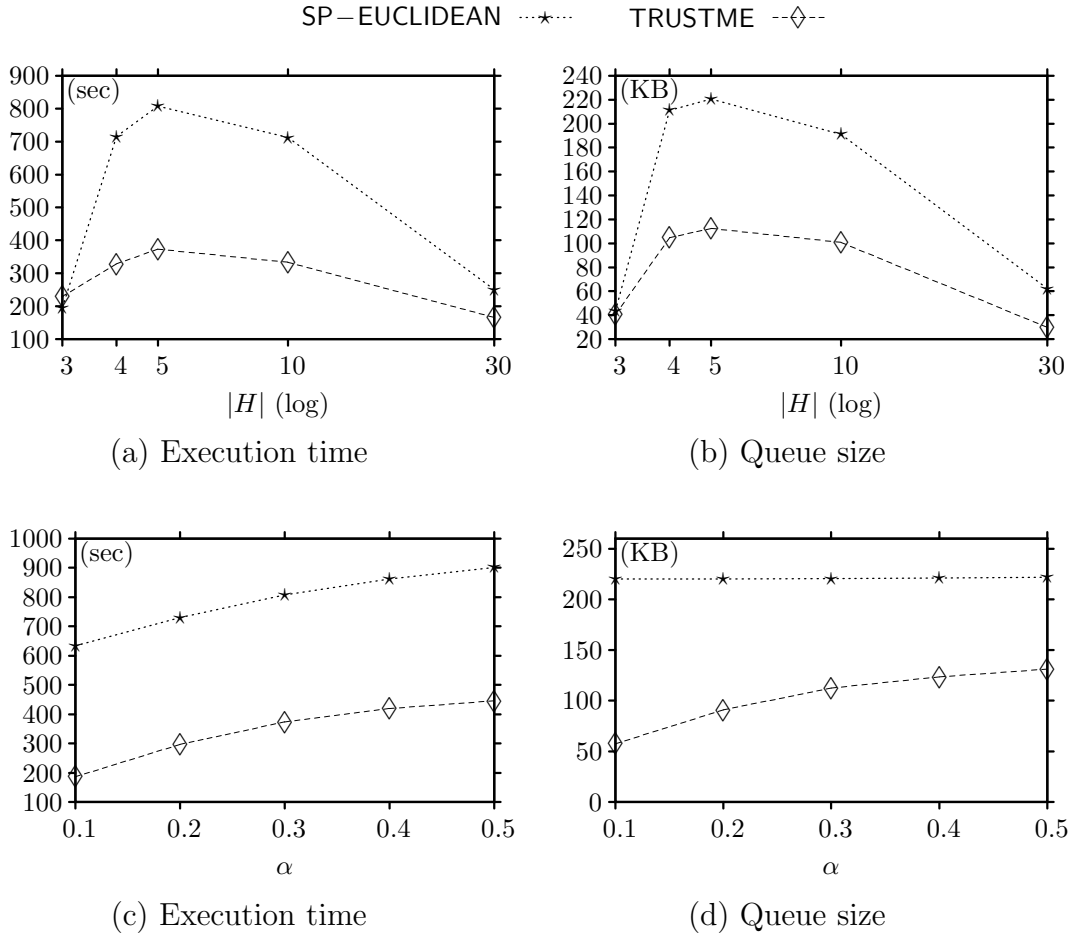 SP−EUCLIDEAN TRUSTME
900 (sec) 240 (KB)
800 220
700 200
600 180
500 160
400 140
300 120
200 100
100 80
60
40
20
3 4 5 10 30 3 4 5 10 30
|H| (log) |H| (log)
(a) Execution time (b) Queue size
1000 (sec) 250 (KB)
900 200
800 150
700 100
600 50
500 0
400
300
200
100
0.1 0.2 0.3 0.4 0.5 0.1 0.2 0.3 0.4 0.5
α α
(c) Execution time (d) Queue size